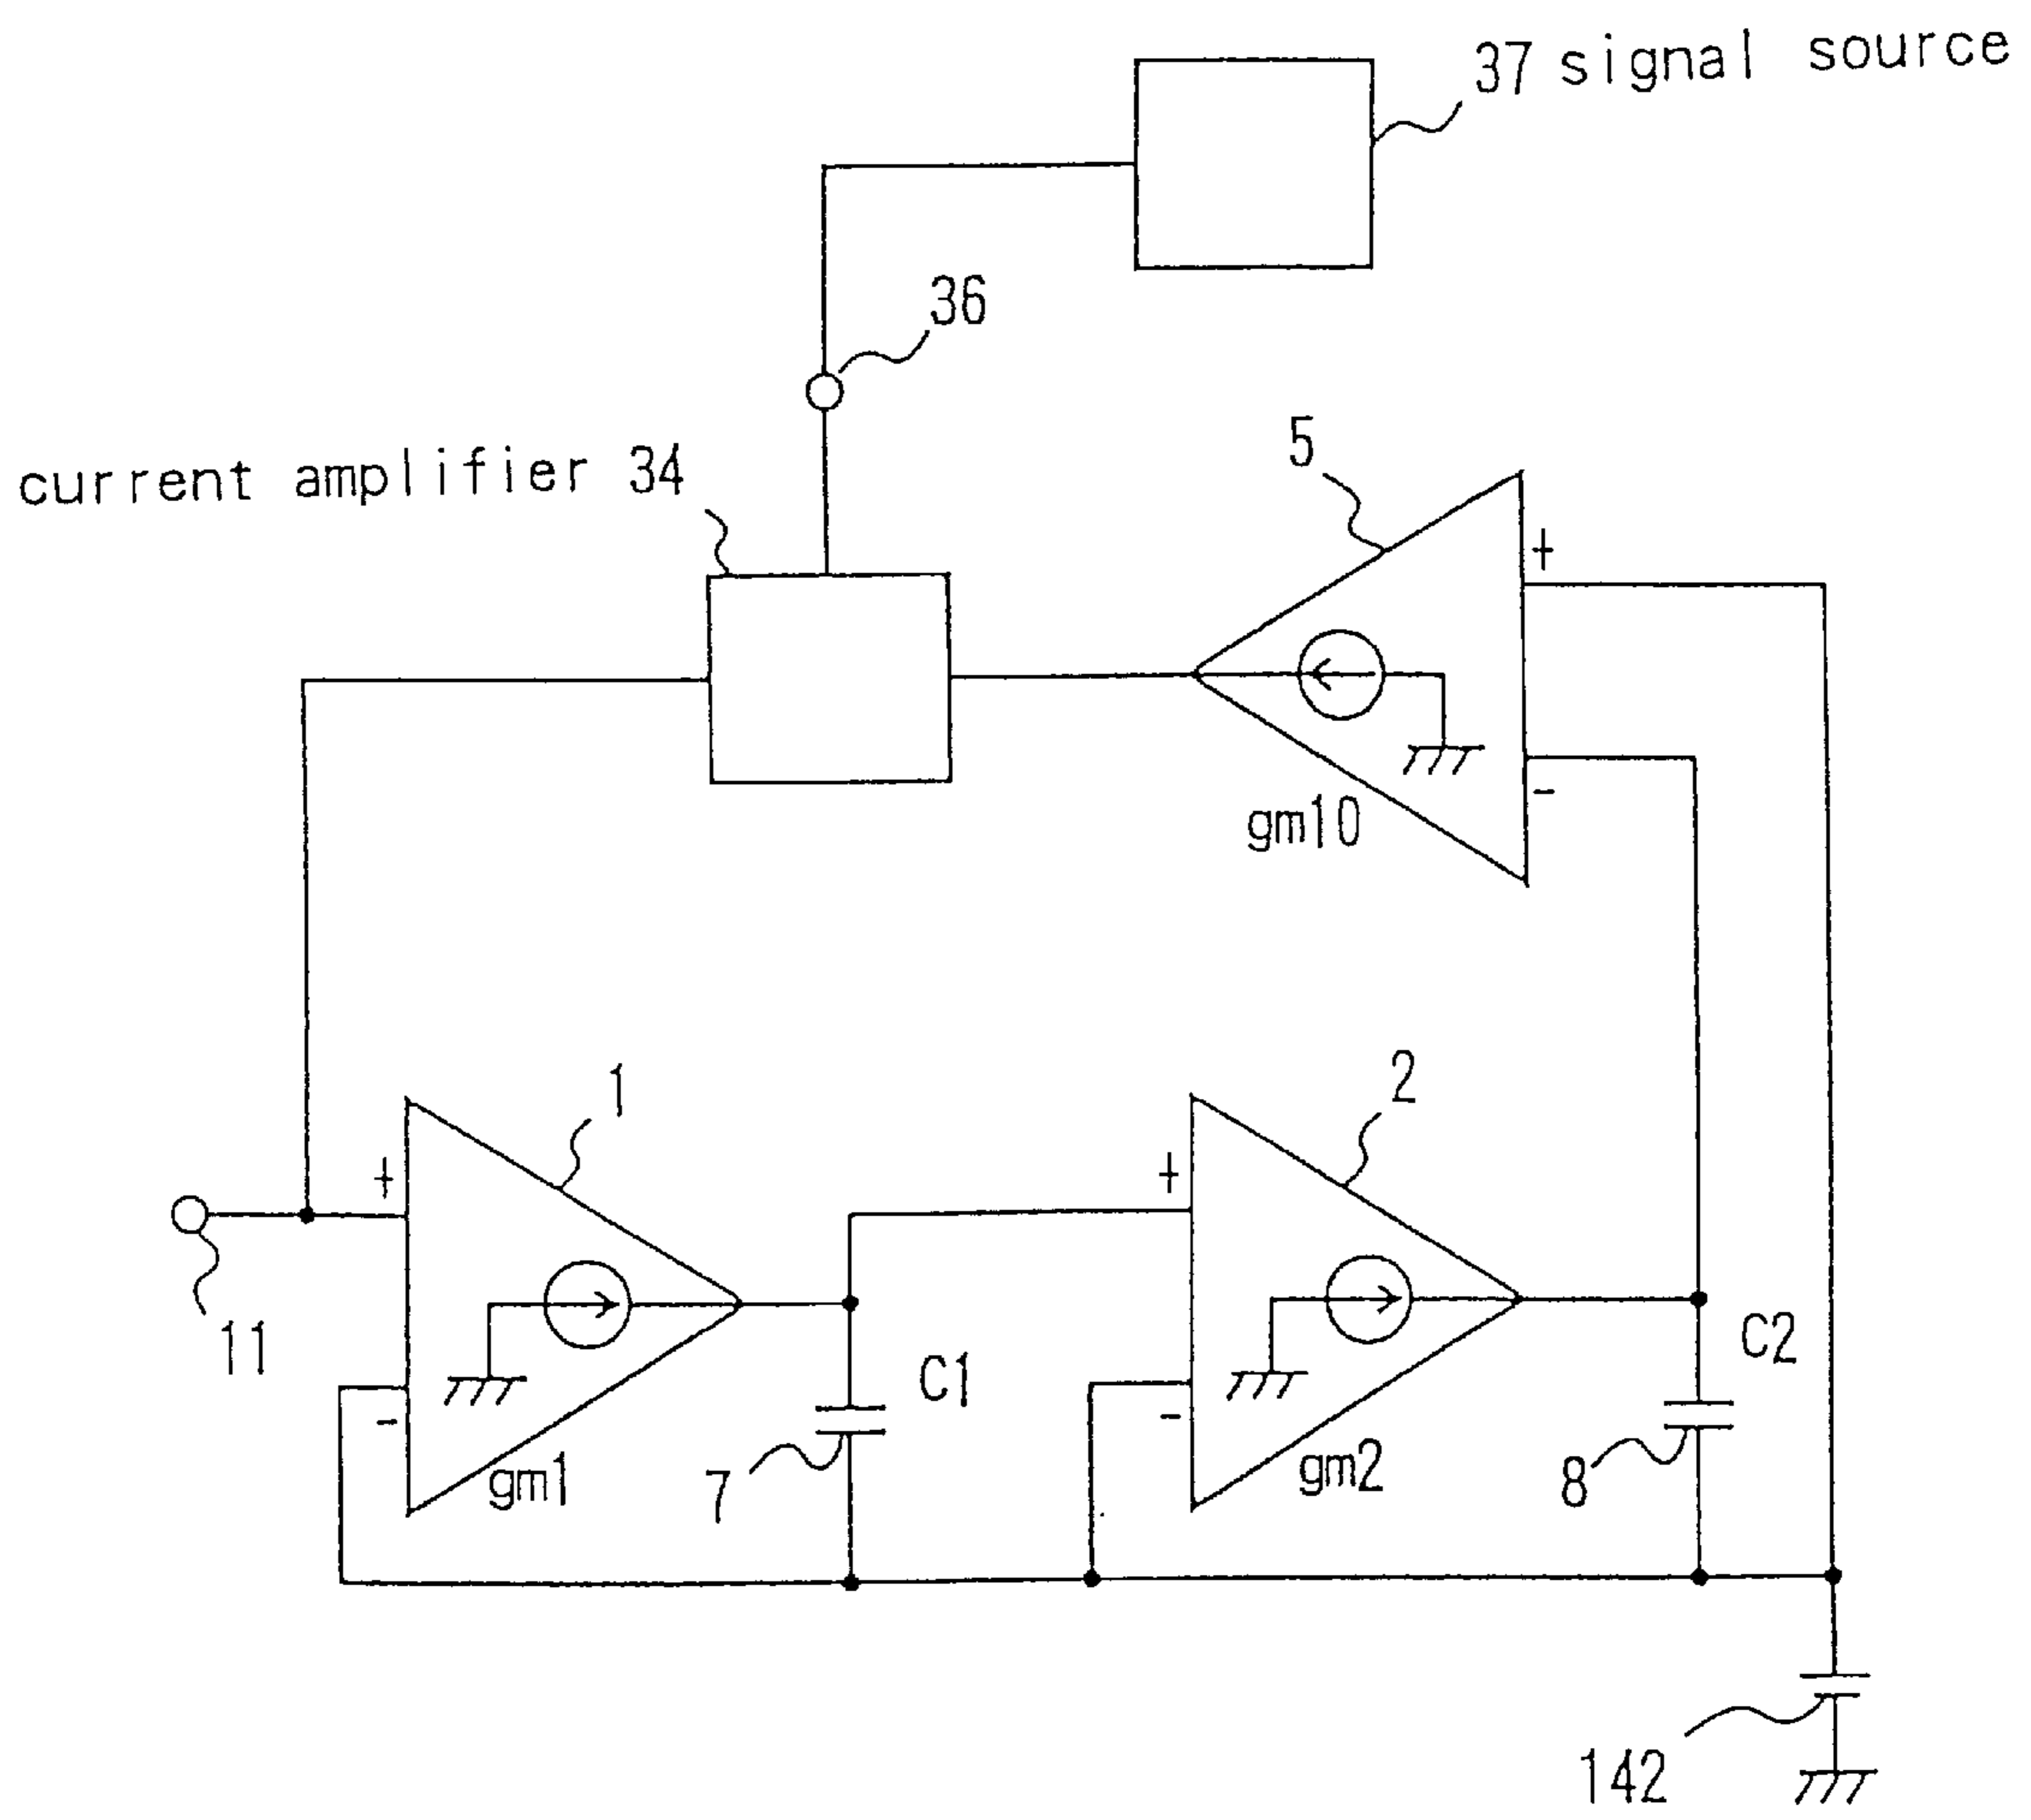 37 signal source
36
current amplifier 34
5
+
-
gm10
1
2
+
+
11
C1
C2
-
-
gm1
7
gm2
8
142